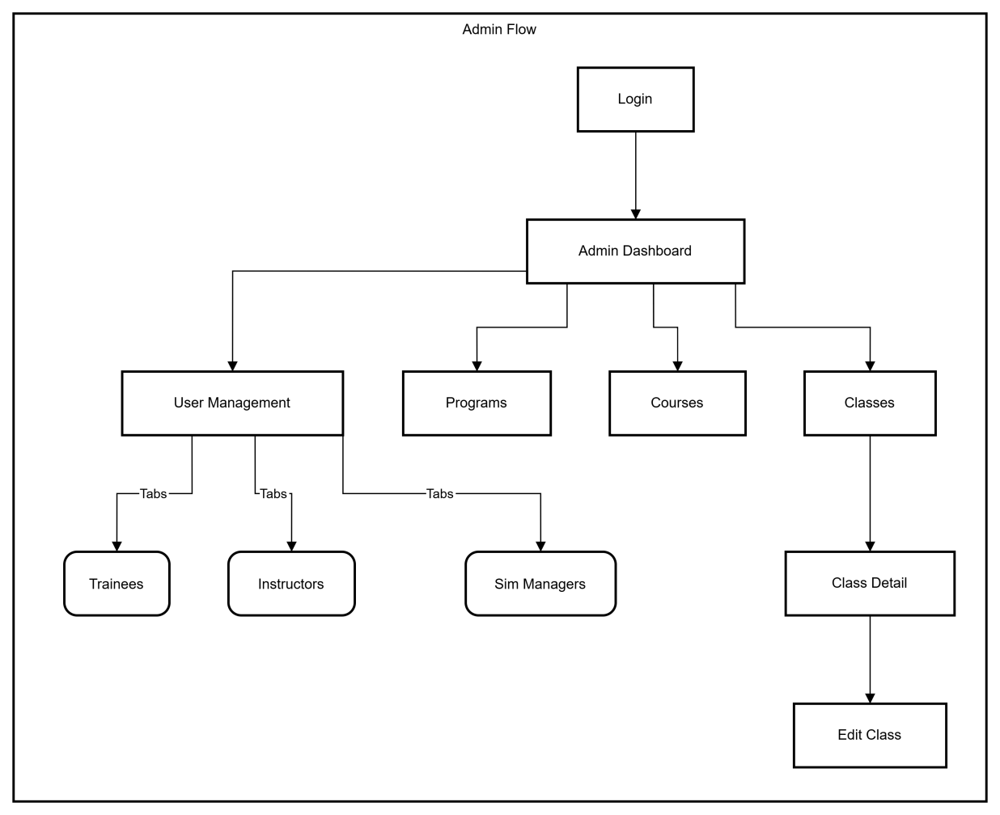 Admin Flow
Login
Admin Dashboard
User Management
Programs
Courses
Classes
Tabs
Tabs
Tabs
Trainees
Instructors
Sim Managers
Class Detail
Edit Class